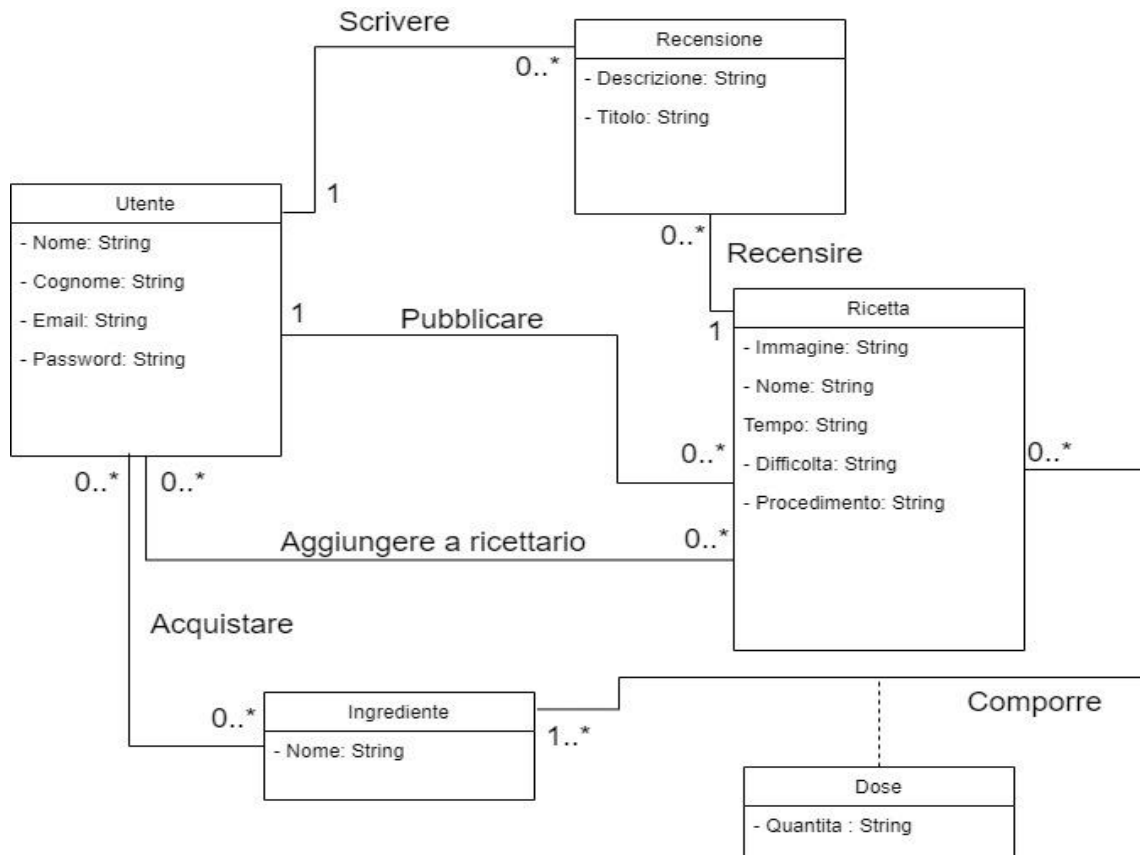 Scrivere
Recensione
0..*
- Descrizione: String
- Titolo: String
1
Utente
- Nome: String
- Cognome: String
- Email: String
- Password: String
0..*
Recensire
1
Pubblicare
1
Ricetta
- Immagine: String
- Nome: String
Tempo: String
- Difficolta: String
- Procedimento: String
0..*
0..*
0..*
0..*
Aggiungere a ricettario
0..*
Acquistare
0..*
Ingrediente
- Nome: String
1..*
Comporre
Dose
- Quantita : String